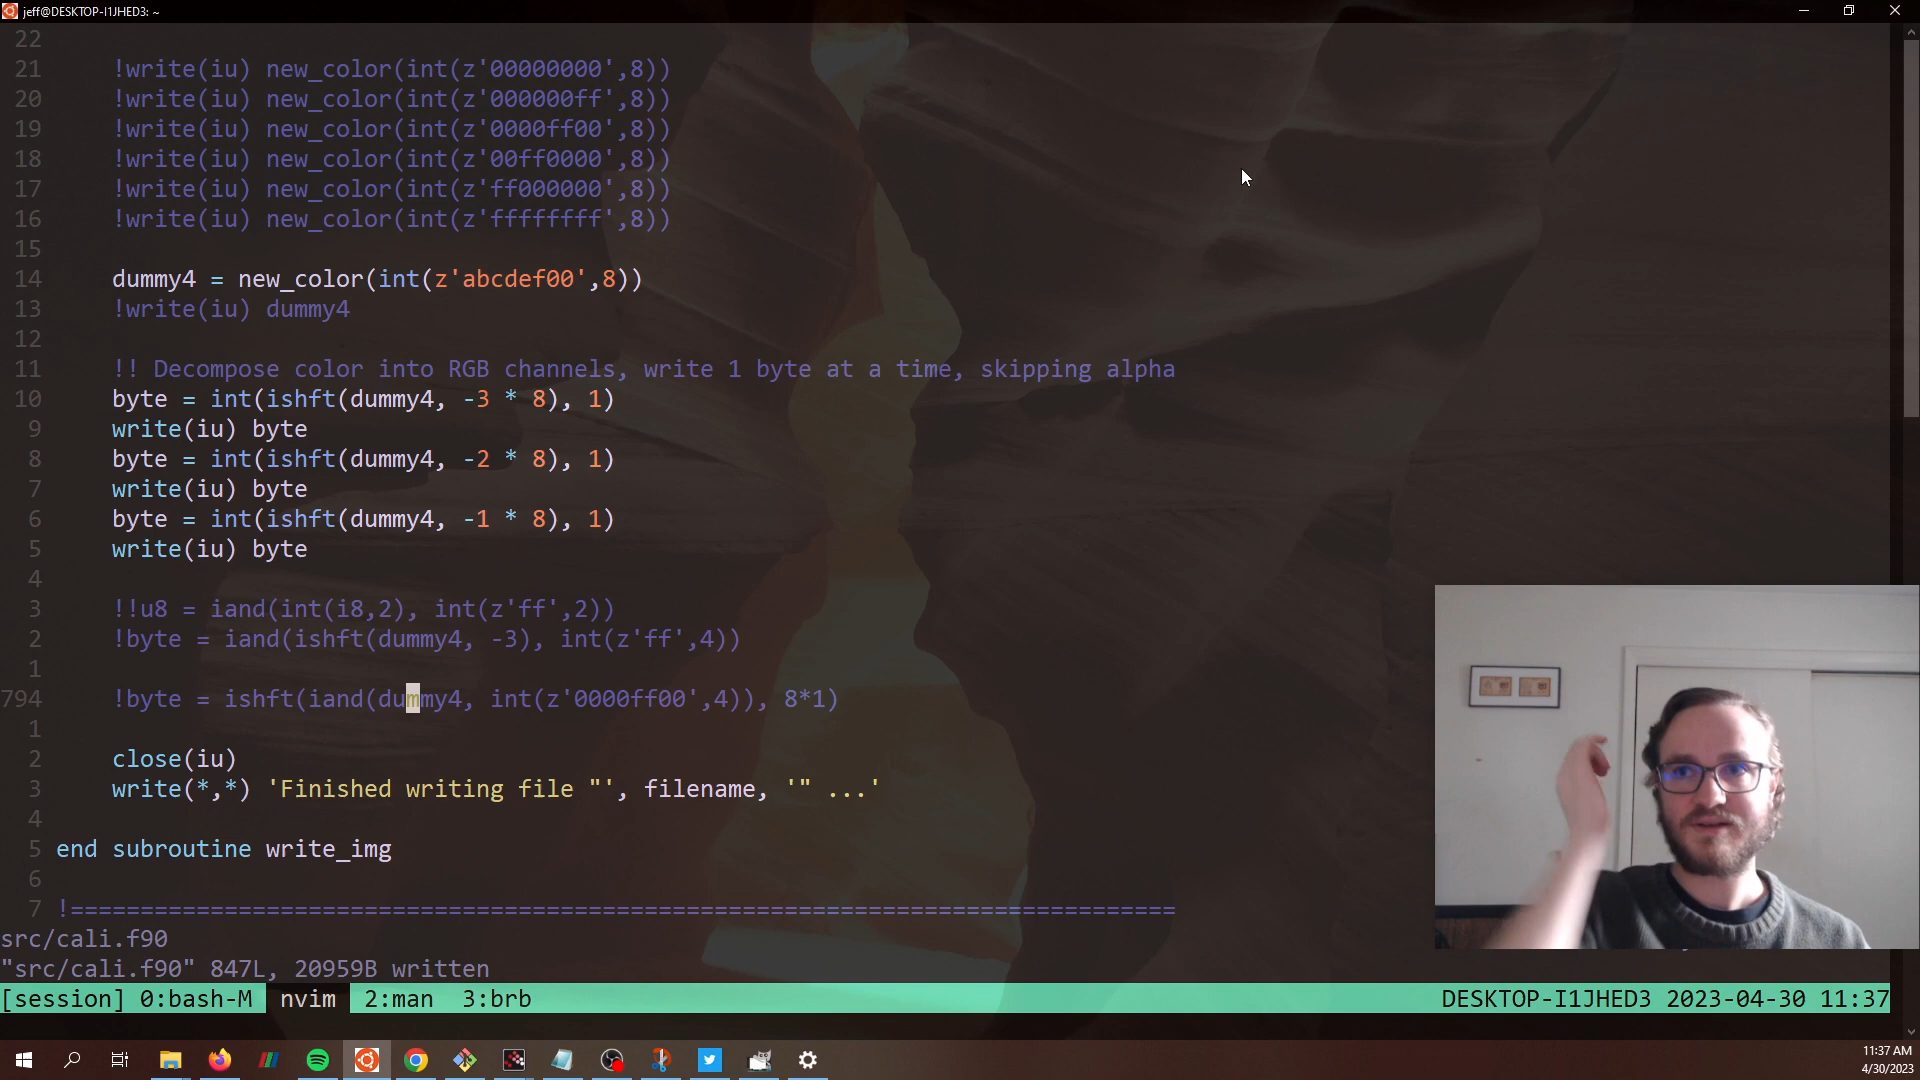 jeff@DESKTOP-I1JHED3: ~
22
21 !write(iu) new_color(int(z'00000000',8))
20 !write(iu) new_color(int(z'000000ff',8))
19 !write(iu) new_color(int(z'0000ff00',8))
18 !write(iu) new_color(int(z'00ff0000',8))
17 !write(iu) new_color(int(z'ff000000',8))
16 !write(iu) new_color(int(z'ffffffff',8))
15
14 dummy4 = new_color(int(z'abcdef00',8))
13 !write(iu) dummy4
12
11 !! Decompose color into RGB channels, write 1 byte at a time, skipping alpha
10 byte = int(ishft(dummy4, -3 * 8), 1)
9 write(iu) byte
8 byte = int(ishft(dummy4, -2 * 8), 1)
7 write(iu) byte
6 byte = int(ishft(dummy4, -1 * 8), 1)
5 write(iu) byte
4
3 !!u8 = iand(int(i8,2), int(z'ff',2))
2 !byte = iand(ishft(dummy4, -3), int(z'ff',4))
1
794 !byte = ishft(iand(dummy4, int(z'0000ff00',4)), 8*1)
1
2 close(iu)
3 write(*,*) 'Finished writing file "', filename, '" ...'
4
5 end subroutine write_img
6
7 !===============================================================================
src/cali.f90
"src/cali.f90" 847L, 20959B written
[session] 0:bash-M nvim 2:man 3:brb DESKTOP-I1JHED3 2023-04-30 11:37
11:37 AM
4/30/2023